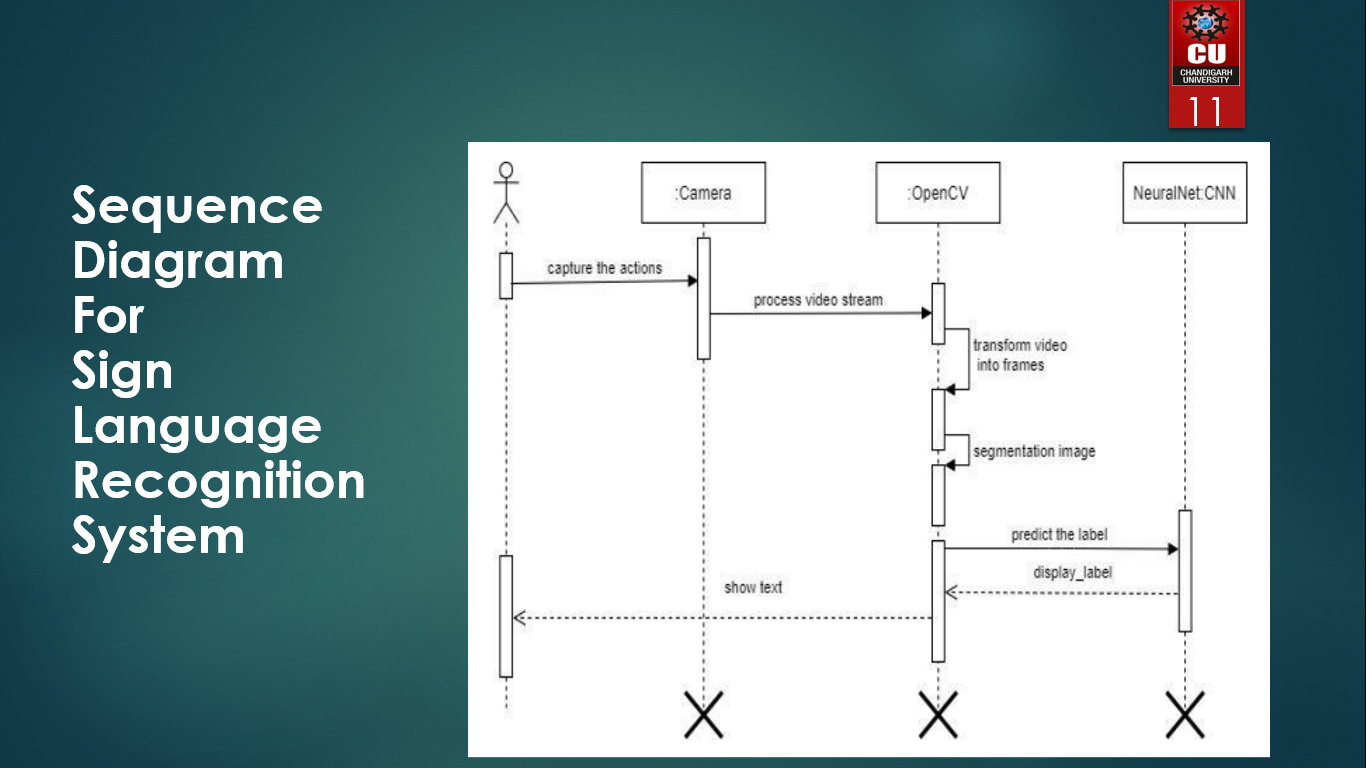 CU
CHANDIGARH
UNIVERSITY
11
Sequence
Diagram
For
Sign
Language
Recognition
System
:Camera
:OpenCV
NeuralNet:CNN
capture the actions
process video stream
transform video
into frames
segmentation image
predict the label
display_label
show text